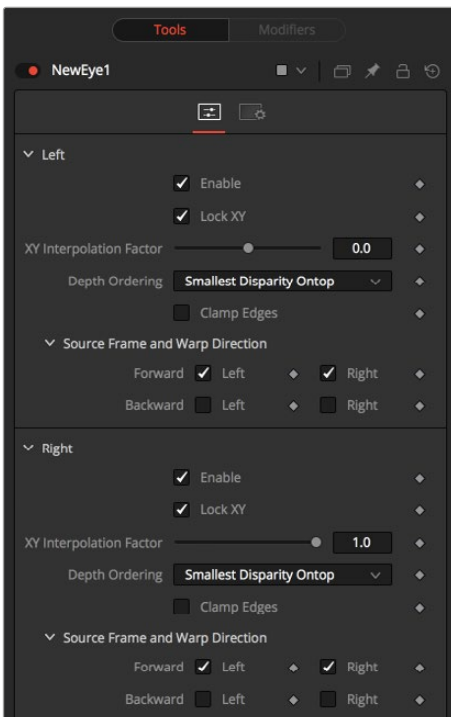 Tools Modifiers
NewEye1
Left
Enable
Lock XY
XY Interpolation Factor 0.0
Depth Ordering Smallest Disparity Ontop
Clamp Edges
Source Frame and Warp Direction
Forward Left Right
Backward Left Right
Right
Enable
Lock XY
XY Interpolation Factor 1.0
Depth Ordering Smallest Disparity Ontop
Clamp Edges
Source Frame and Warp Direction
Forward Left Right
Backward Left Right